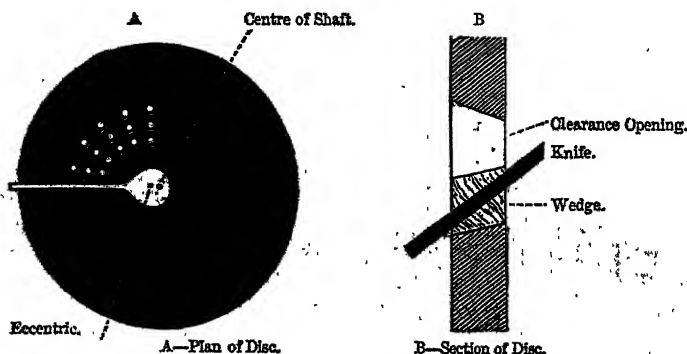 A
Centre of Shaft.
Eccentric.
A—Plan of Disc.
B
Clearance Opening.
Knife.
Wedge.
B—Section of Disc.